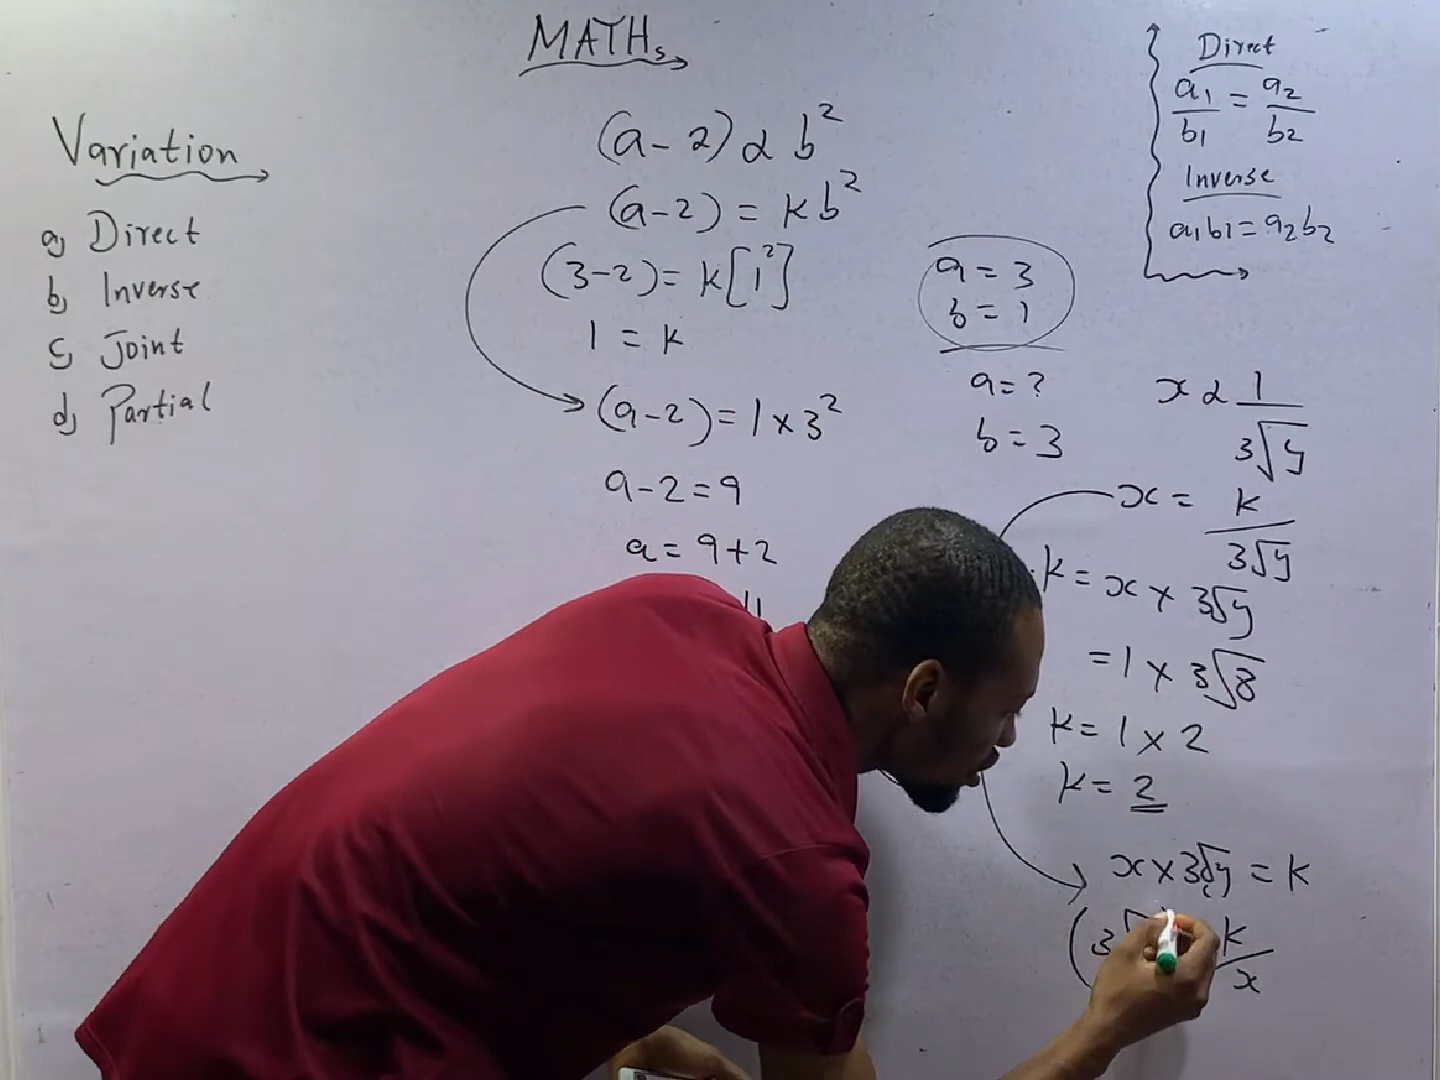 MATHs
Variation
a) Direct
b) Inverse
c) Joint
d) Partial
(a-2) α b²
(a-2) = kb²
(3-2) = k[1²]
1 = k
(a-2) = 1 x 3²
a-2 = 9
a = 9+2
11
a = 3
b = 1
a = ?
b = 3
Direct
a1/b1 = a2/b2
Inverse
a1b1 = a2b2
x α 1/3√y
x = k/3√y
k = x x 3√y
= 1 x 3√8
k = 1 x 2
k = 2
x x 3√y = k
(3√ k/x